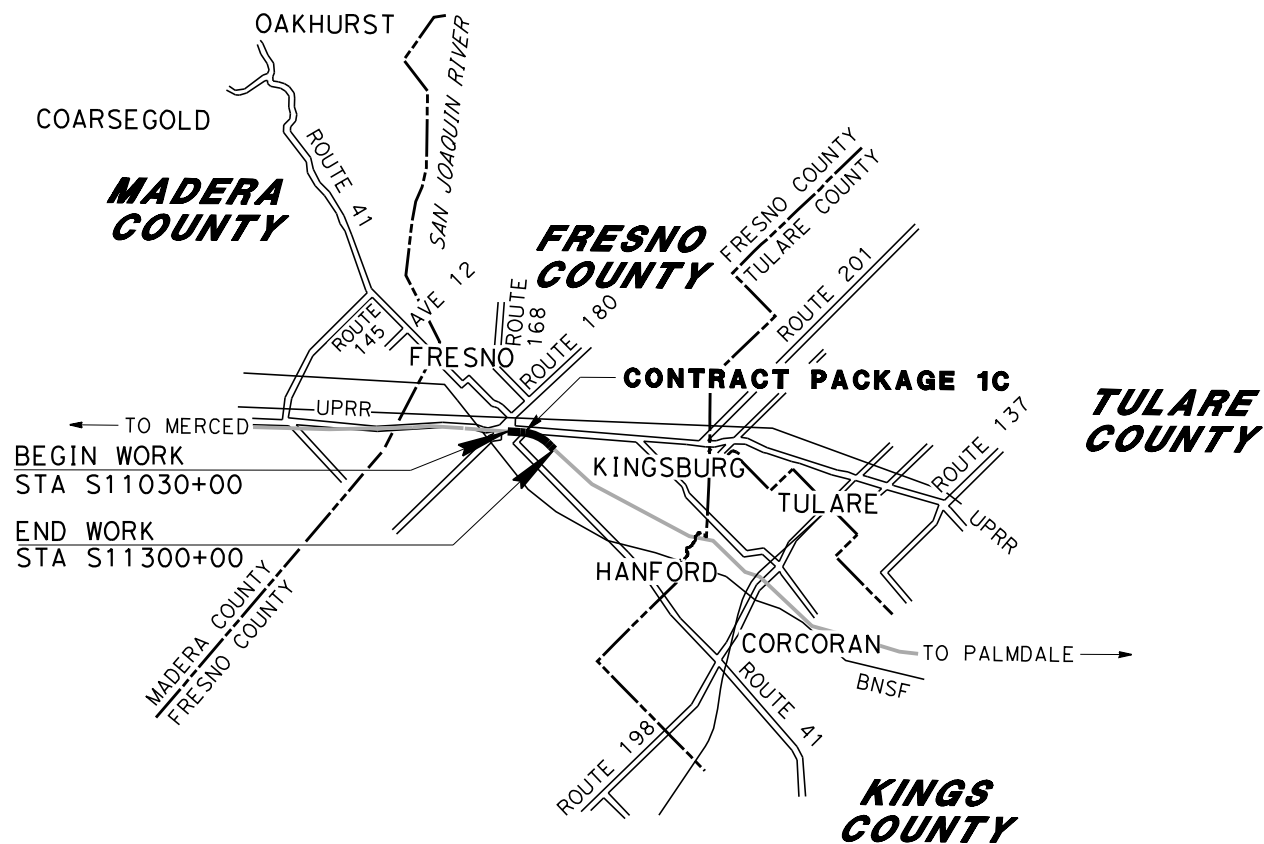 OAKHURST
COARSEGOLD
ROUTE 41
SAN JOAQUIN RIVER
MADERA
COUNTY
FRESNO
COUNTY
FRESNO COUNTY
TULARE COUNTY
ROUTE 201
AVE 12
ROUTE
145
ROUTE
168
ROUTE 180
FRESNO
CONTRACT PACKAGE 1C
TULARE
COUNTY
UPRR
TO MERCED
BEGIN WORK
STA S11030+00
END WORK
STA S11300+00
KINGSBURG
TULARE
ROUTE 137
UPRR
HANFORD
MADERA COUNTY
FRESNO COUNTY
CORCORAN
TO PALMDALE
BNSF
ROUTE 41
ROUTE 198
KINGS
COUNTY